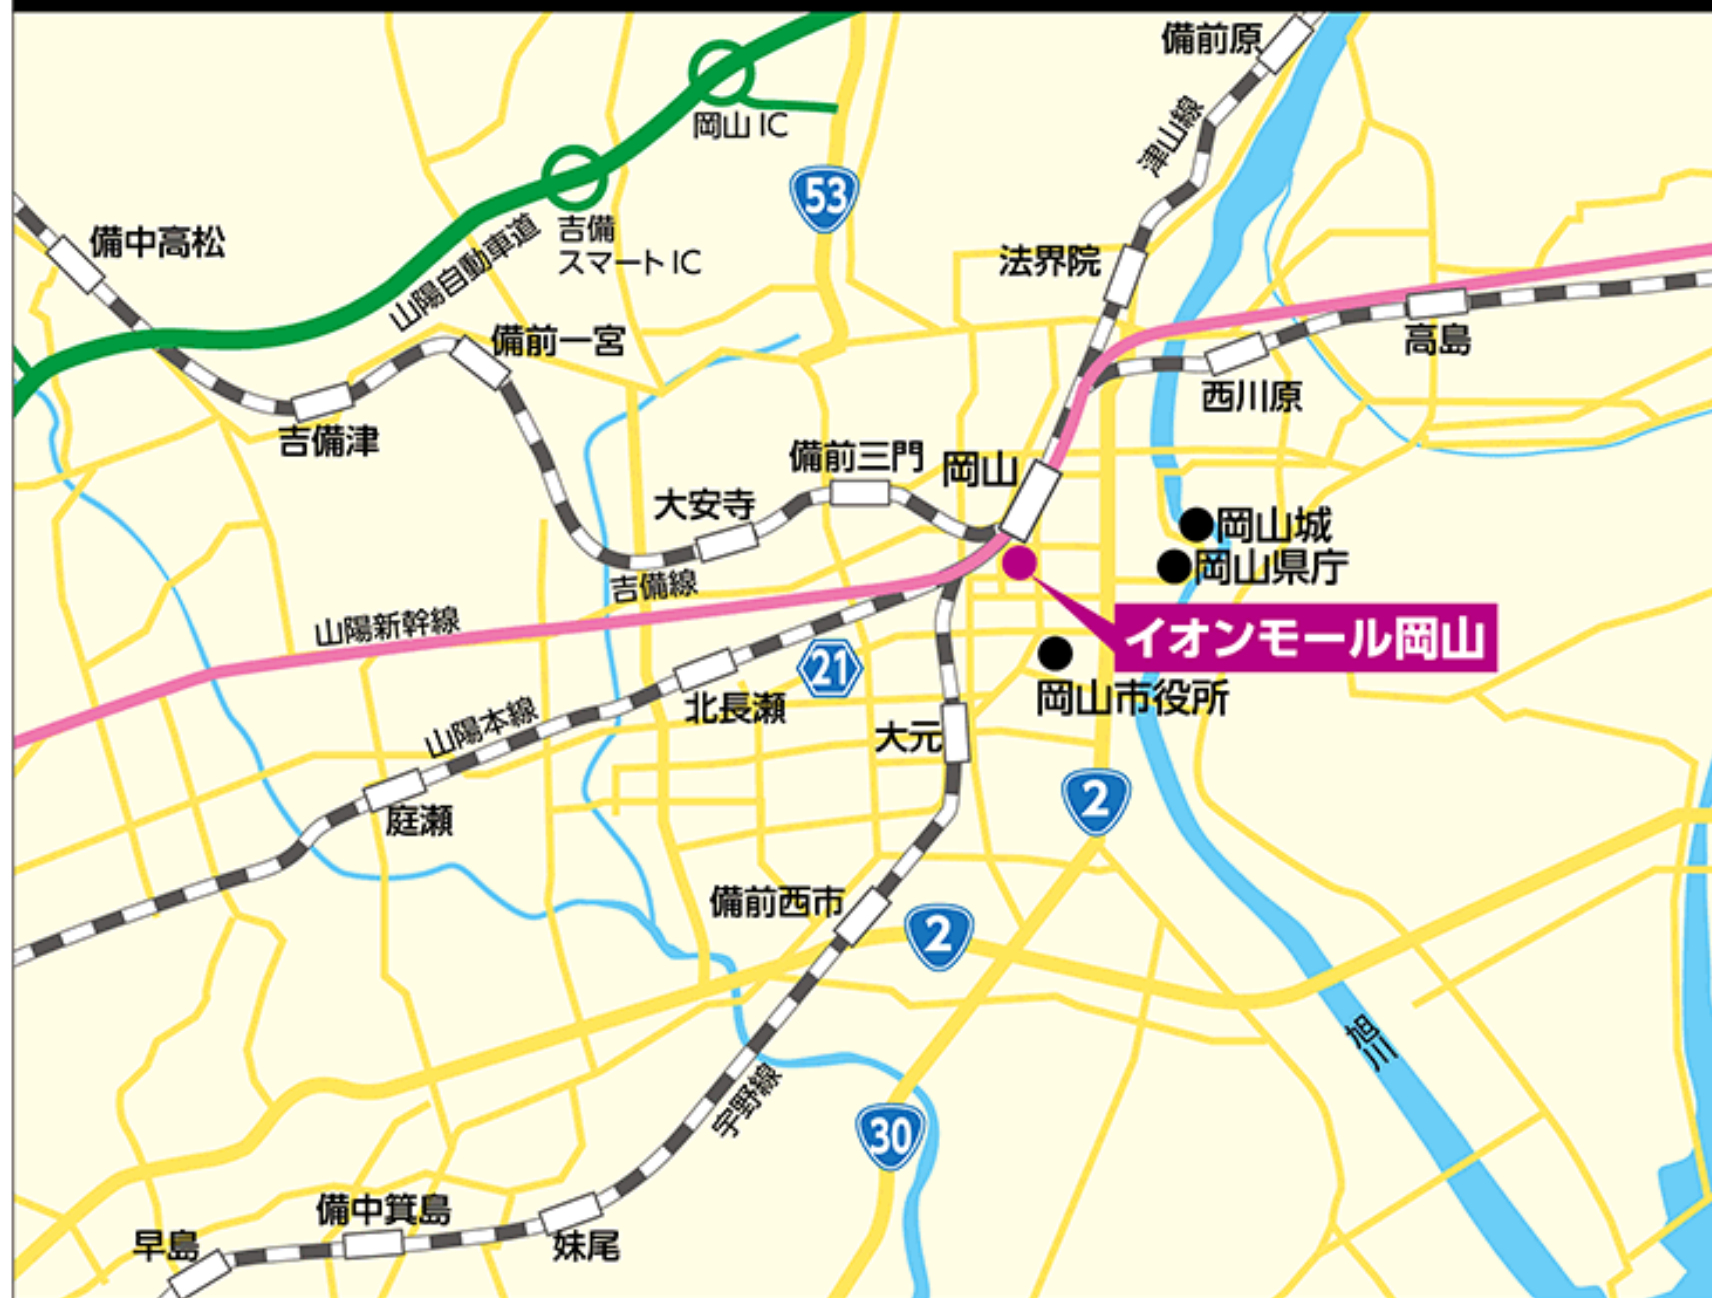 備前原
津山線
岡山 IC
53
吉備
スマート IC
山陽自動車道
備中高松
法界院
備前一宮
高島
西川原
吉備津
備前三門
岡山
大安寺
岡山城
岡山県庁
吉備線
山陽新幹線
イオンモール岡山
21
北長瀬
岡山市役所
山陽本線
大元
庭瀬
2
備前西市
2
旭川
宇野線
30
備中箕島
早島
妹尾